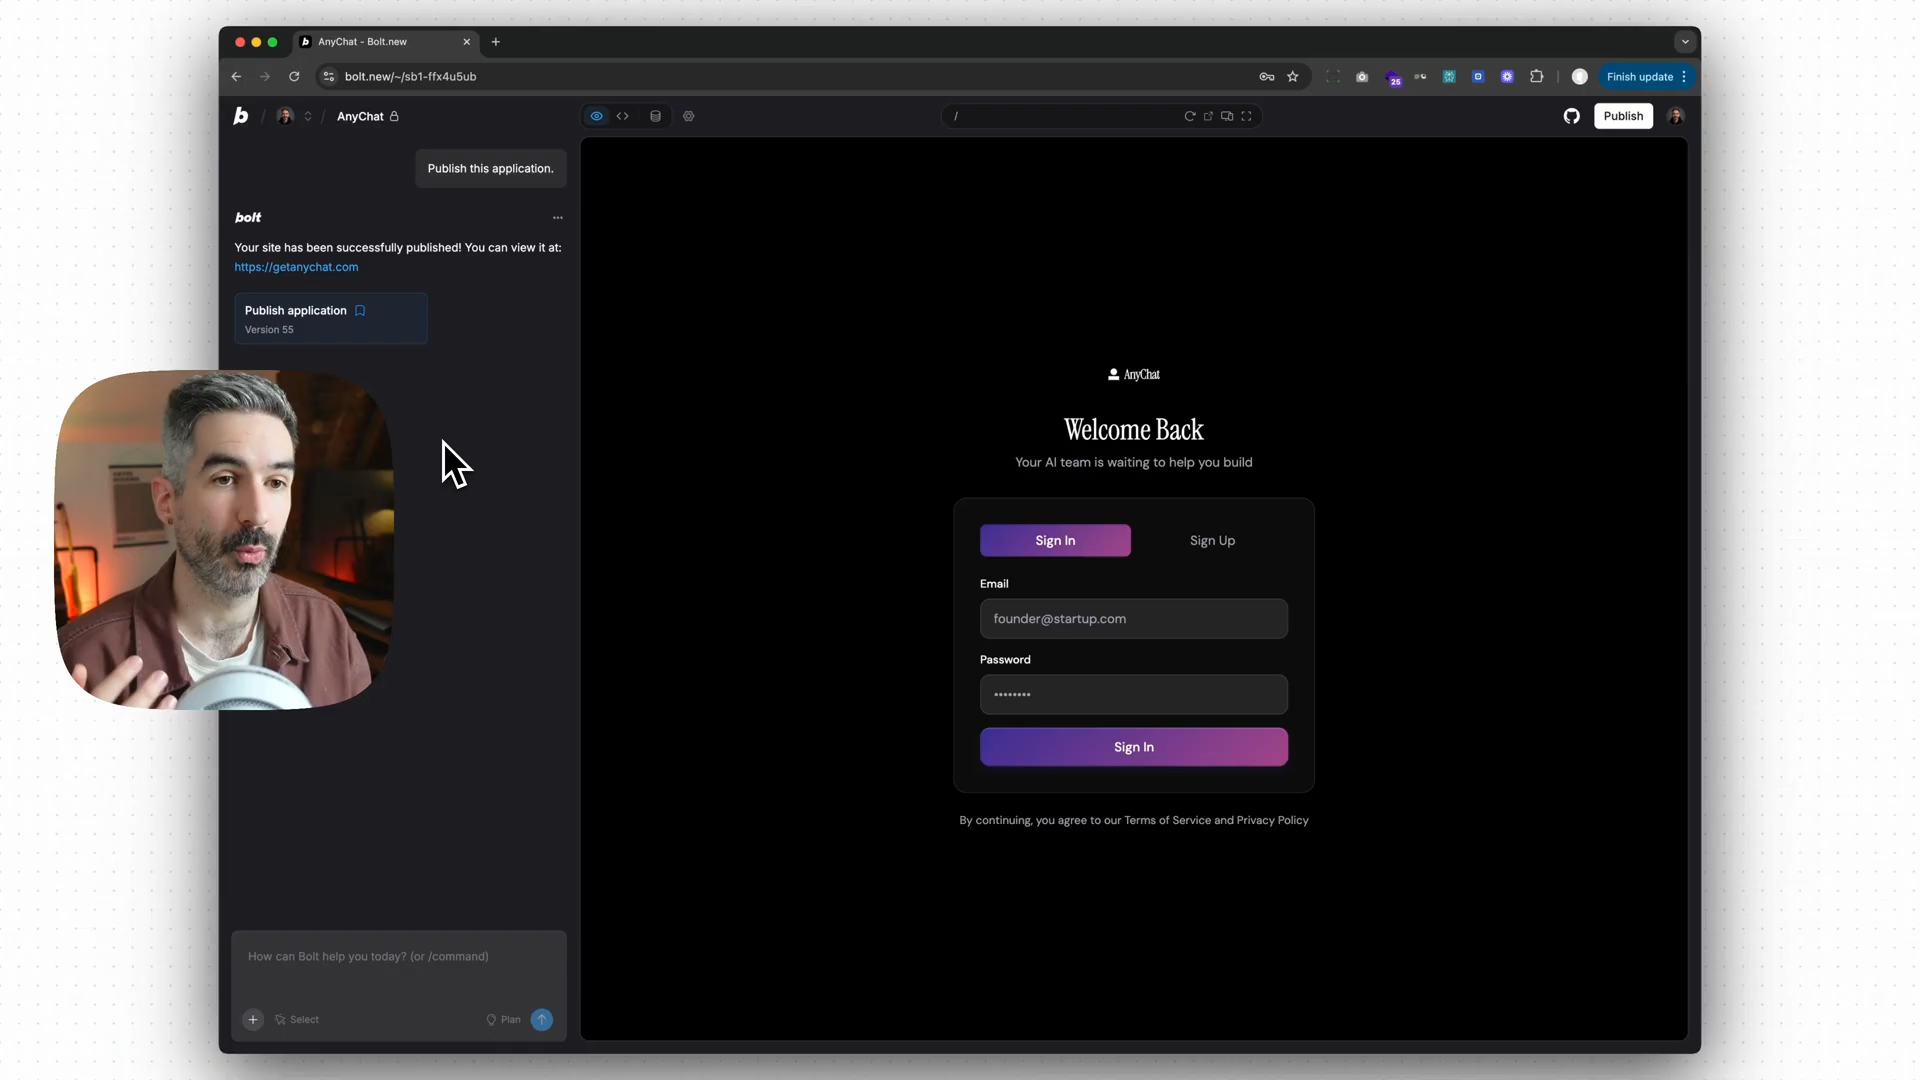 AnyChat - Bolt.new
bolt.new/~/sb1-ffx4u5ub
25
Finish update
b
AnyChat
/
Publish
Publish this application.
bolt
Your site has been successfully published! You can view it at:
https://getanychat.com
Publish application
Version 55
AnyChat
Welcome Back
Your AI team is waiting to help you build
Sign In
Sign Up
Email
founder@startup.com
Password
••••••••
Sign In
By continuing, you agree to our Terms of Service and Privacy Policy
How can Bolt help you today? (or /command)
Select
Plan